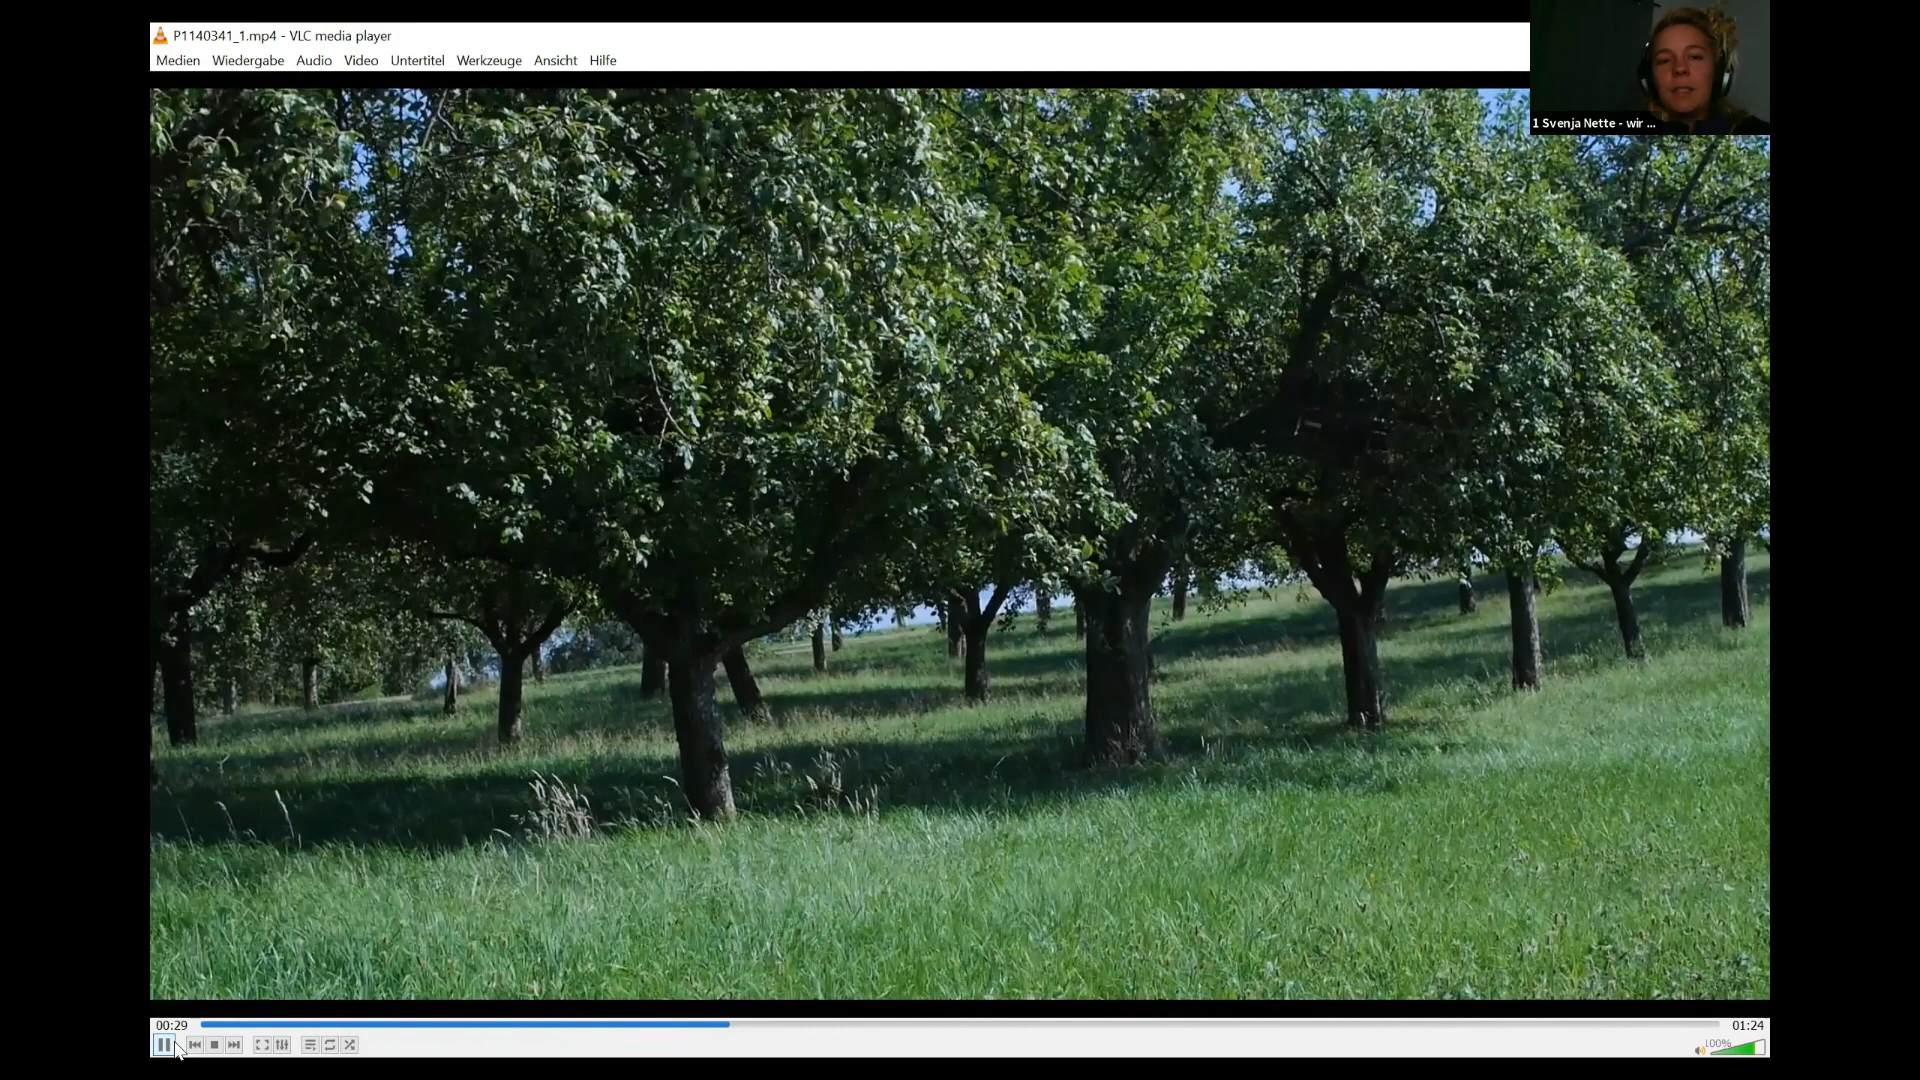 P1140341_1.mp4 - VLC media player
Medien Wiedergabe Audio Video Untertitel Werkzeuge Ansicht Hilfe
1 Svenja Nette - wir ...
00:29
01:24
100%